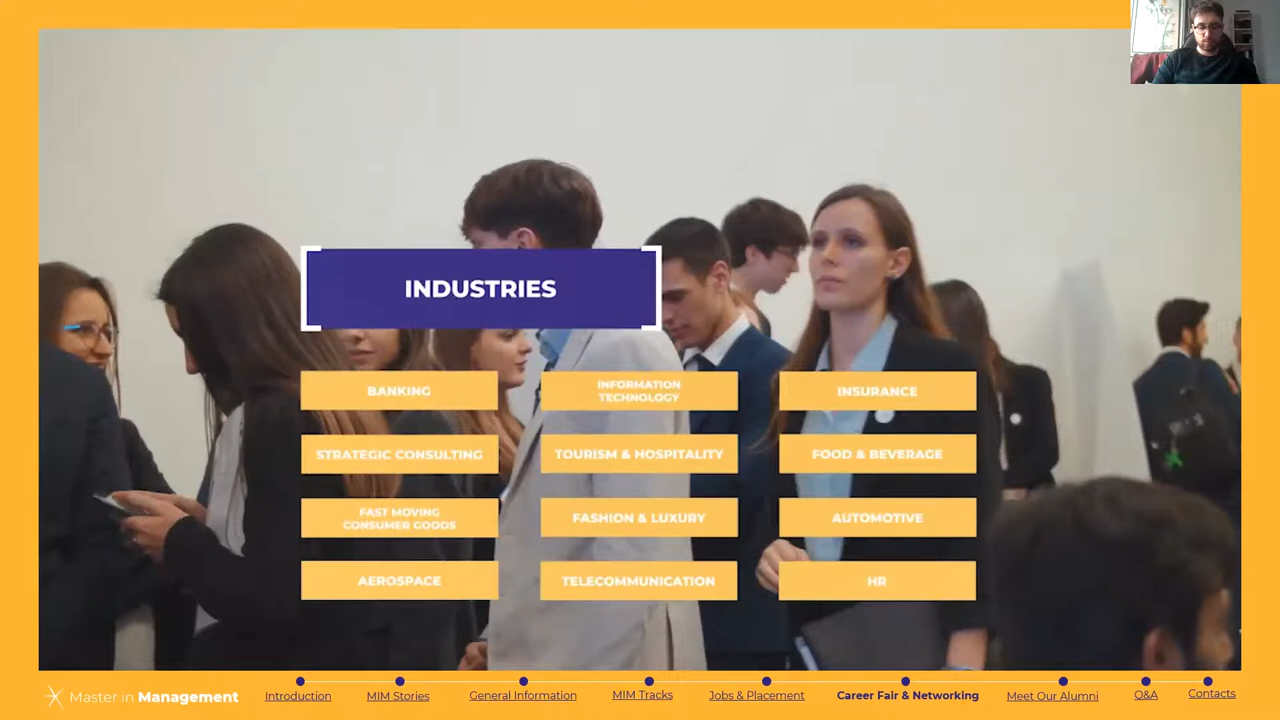 INDUSTRIES
BANKING
INFORMATION
TECHNOLOGY
INSURANCE
STRATEGIC CONSULTING
TOURISM & HOSPITALITY
FOOD & BEVERAGE
FAST MOVING
CONSUMER GOODS
FASHION & LUXURY
AUTOMOTIVE
AEROSPACE
TELECOMMUNICATION
HR
Master in Management
Introduction
MIM Stories
General Information
MIM Tracks
Jobs & Placement
Career Fair & Networking
Meet Our Alumni
Q&A
Contacts